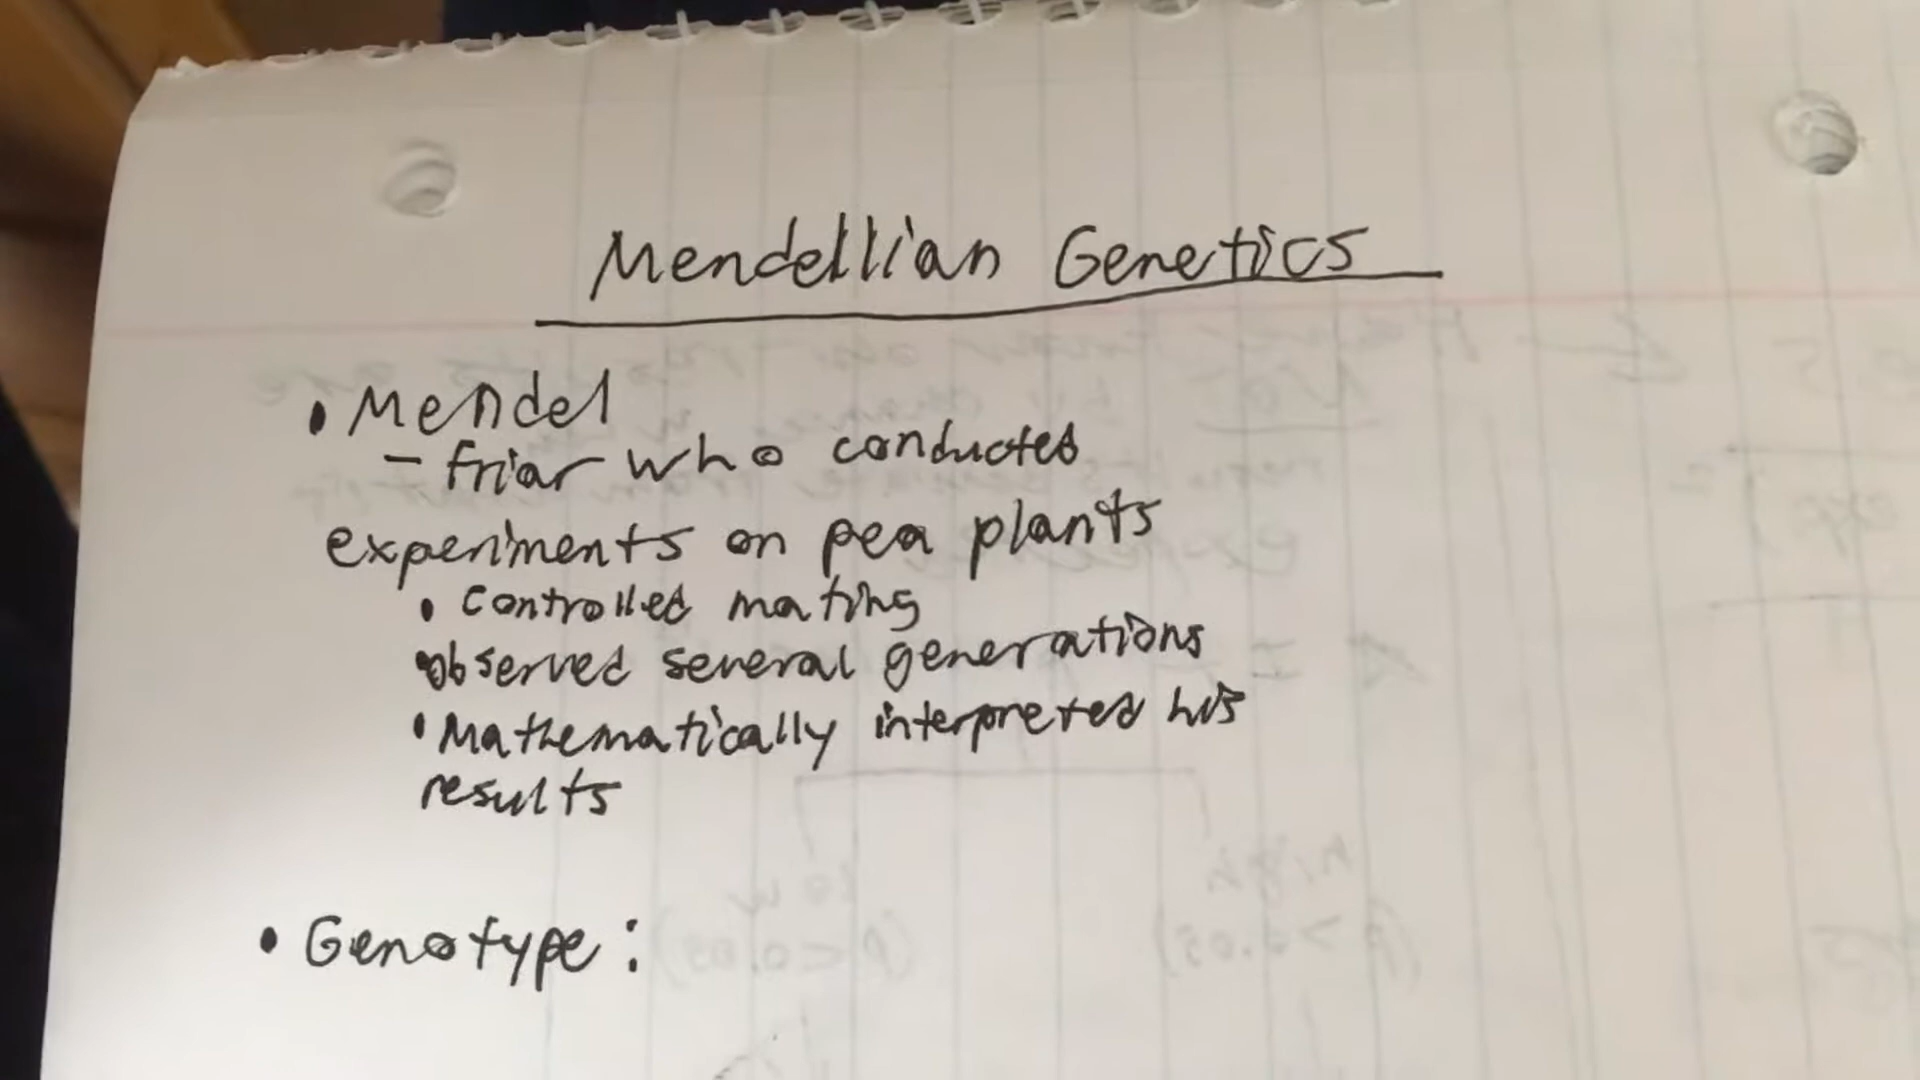 Mendellian Genetics
• Mendel
- friar who conducted
experiments on pea plants
• controlled mating
• observed several generations
• Mathematically interpreted his
results
• Genotype: